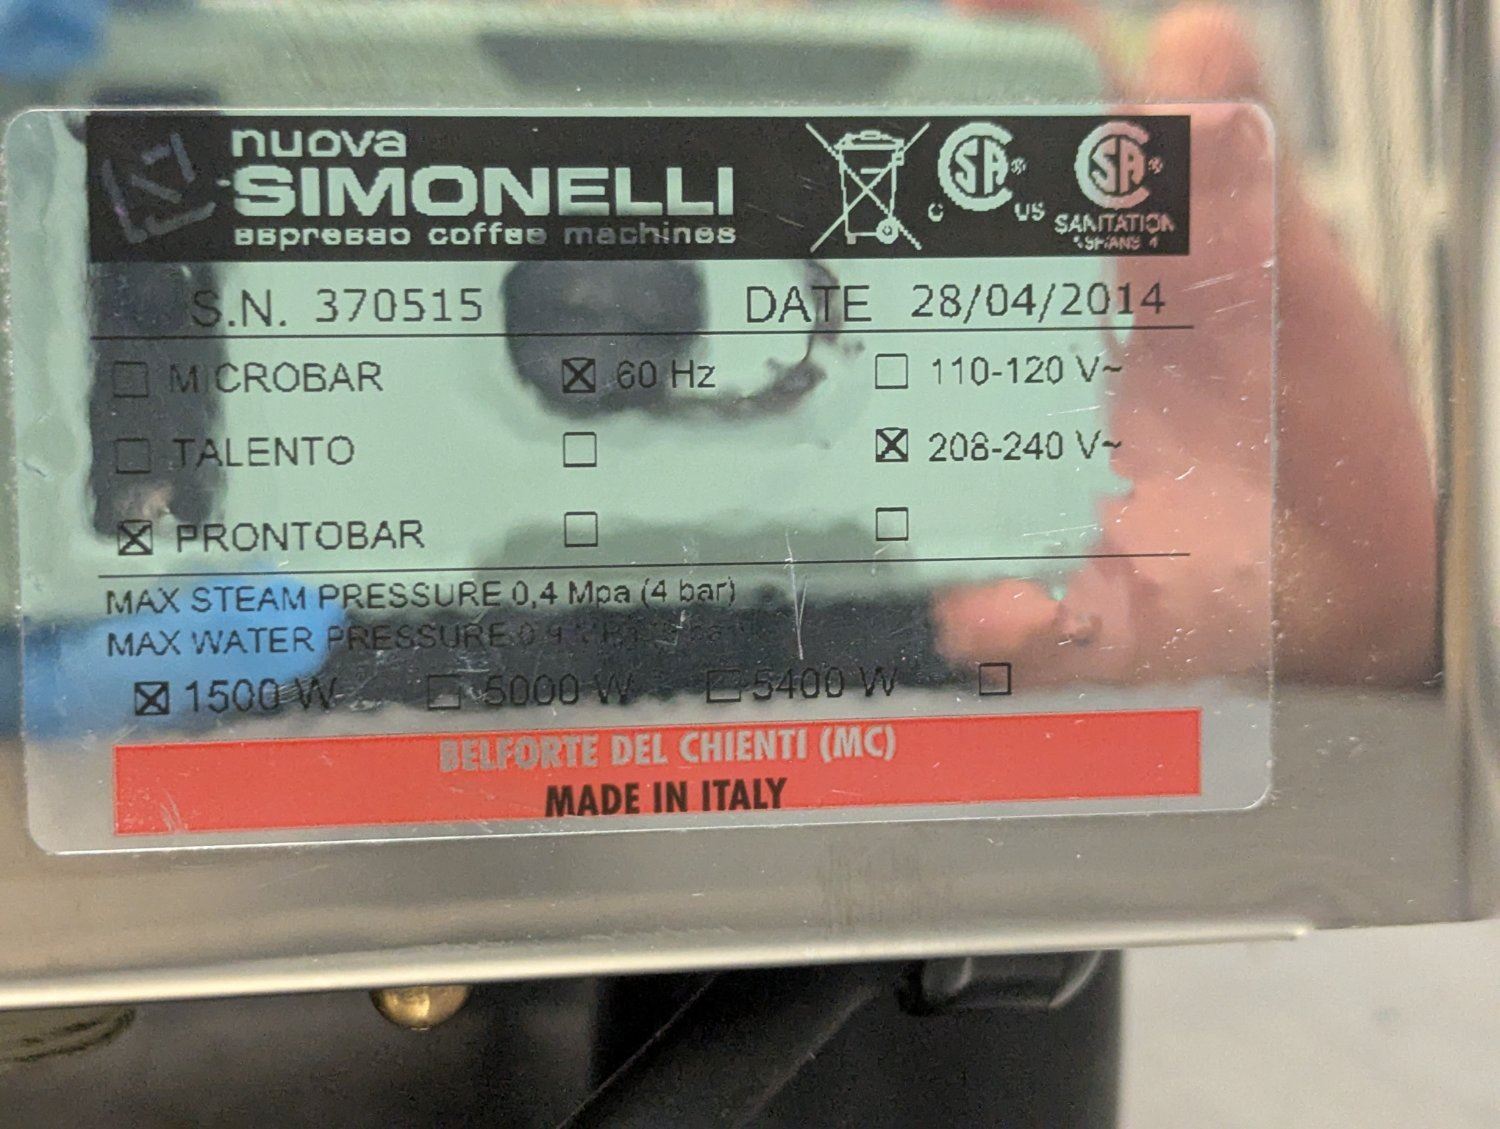 nuova
SIMONELLI
espresso coffee machines
C US
SANITATION
S.N. 370515 DATE 28/04/2014
☐ MICROBAR ☒ 60 Hz ☐ 110-120 V~
☐ TALENTO ☐ ☒ 208-240 V~
☒ PRONTOBAR ☐ ☐
MAX STEAM PRESSURE 0,4 Mpa (4 bar)
MAX WATER PRESSURE
☒ 1500 W ☐ 5000 W ☐ 5400 W ☐
BELFORTE DEL CHIENTI (MC)
MADE IN ITALY